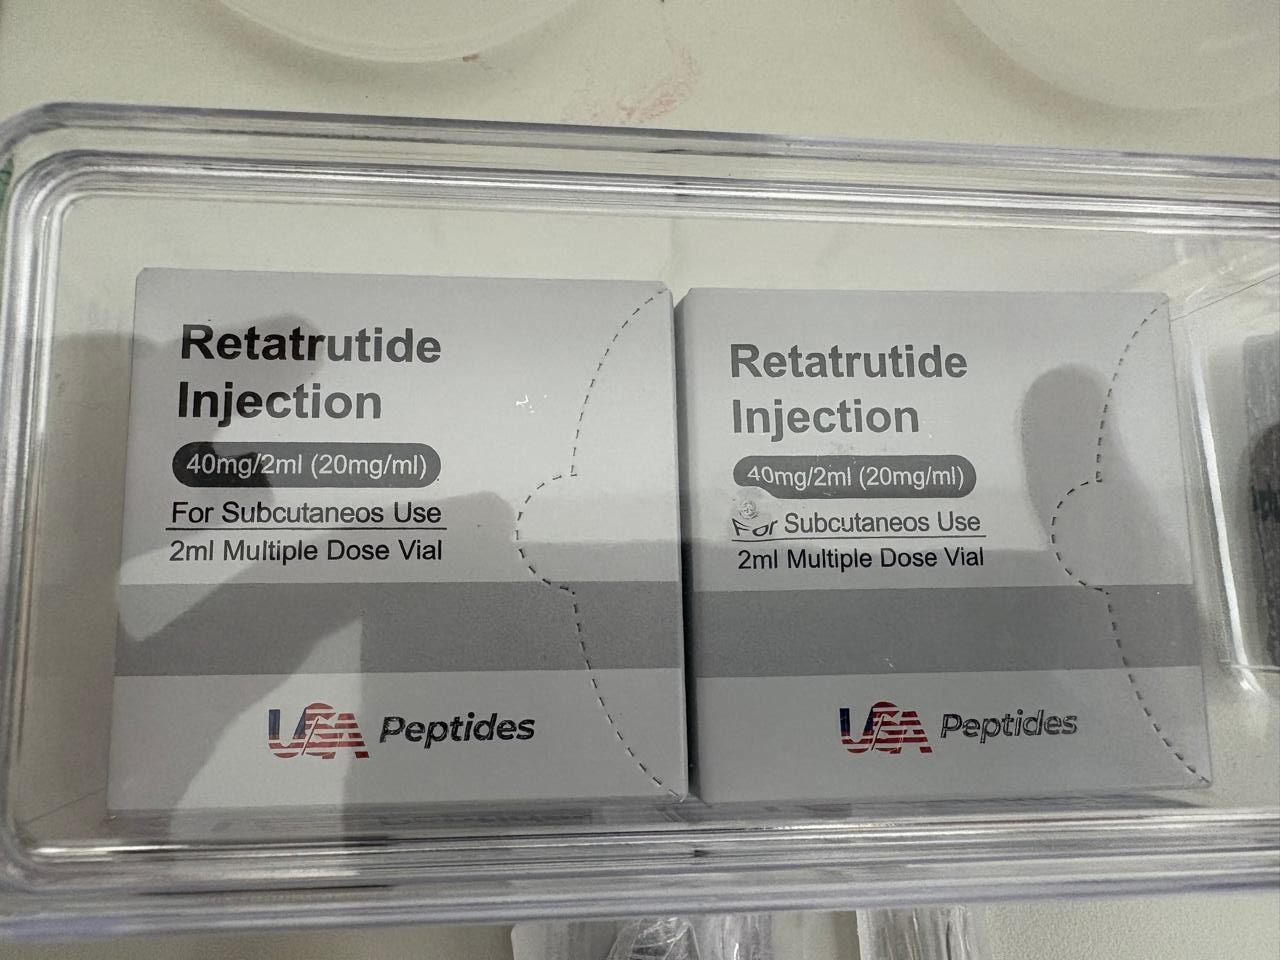 Retatrutide
Injection
40mg/2ml (20mg/ml)
For Subcutaneos Use
2ml Multiple Dose Vial
USA Peptides
Retatrutide
Injection
40mg/2ml (20mg/ml)
For Subcutaneos Use
2ml Multiple Dose Vial
USA Peptides